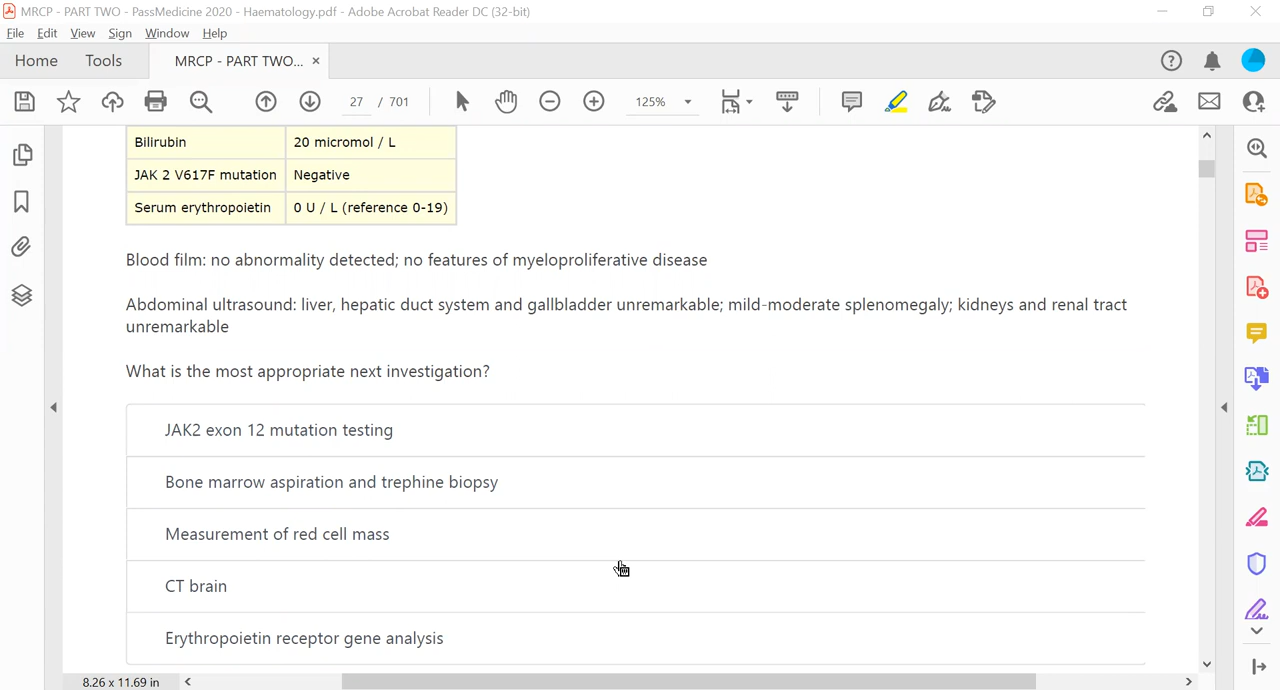 MRCP - PART TWO - PassMedicine 2020 - Haematology.pdf - Adobe Acrobat Reader DC (32-bit)
File Edit View Sign Window Help
Home Tools MRCP - PART TWO... ×
27 / 701 125%
Bilirubin 20 micromol / L
JAK 2 V617F mutation Negative
Serum erythropoietin 0 U / L (reference 0-19)
Blood film: no abnormality detected; no features of myeloproliferative disease
Abdominal ultrasound: liver, hepatic duct system and gallbladder unremarkable; mild-moderate splenomegaly; kidneys and renal tract
unremarkable
What is the most appropriate next investigation?
JAK2 exon 12 mutation testing
Bone marrow aspiration and trephine biopsy
Measurement of red cell mass
CT brain
Erythropoietin receptor gene analysis
8.26 x 11.69 in